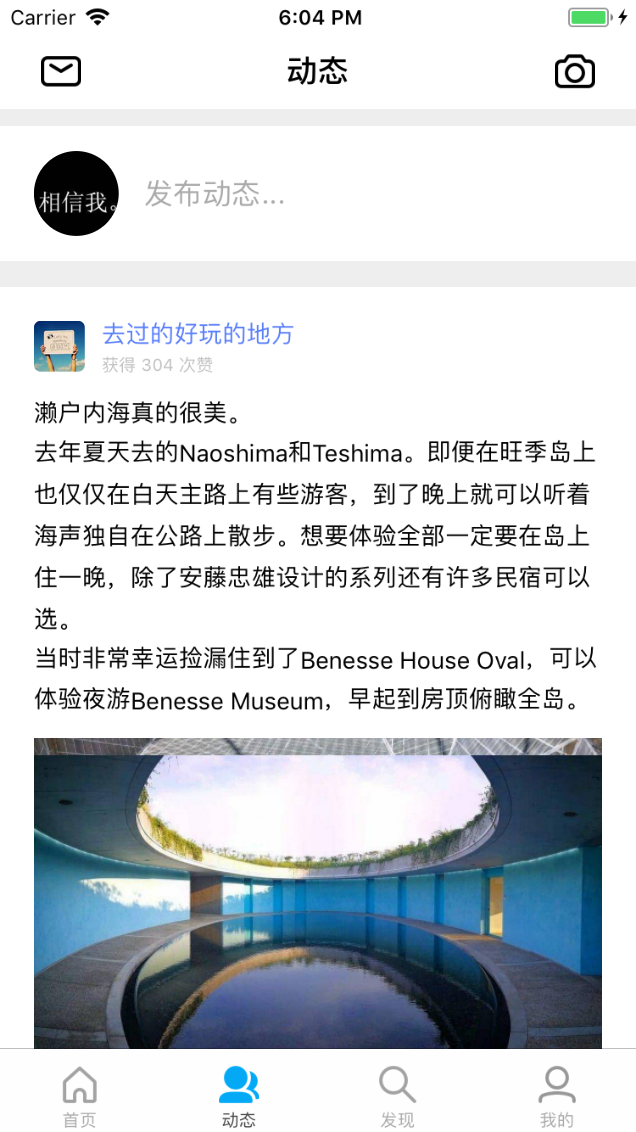 Carrier 6:04 PM
动态
相信我。
发布动态...
去过的好玩的地方
获得 304 次赞
濑户内海真的很美。
去年夏天去的Naoshima和Teshima。即便在旺季岛上
也仅仅在白天主路上有些游客，到了晚上就可以听着
海声独自在公路上散步。想要体验全部一定要在岛上
住一晚，除了安藤忠雄设计的系列还有许多民宿可以
选。
当时非常幸运捡漏住到了Benesse House Oval，可以
体验夜游Benesse Museum，早起到房顶俯瞰全岛。
首页 动态 发现 我的